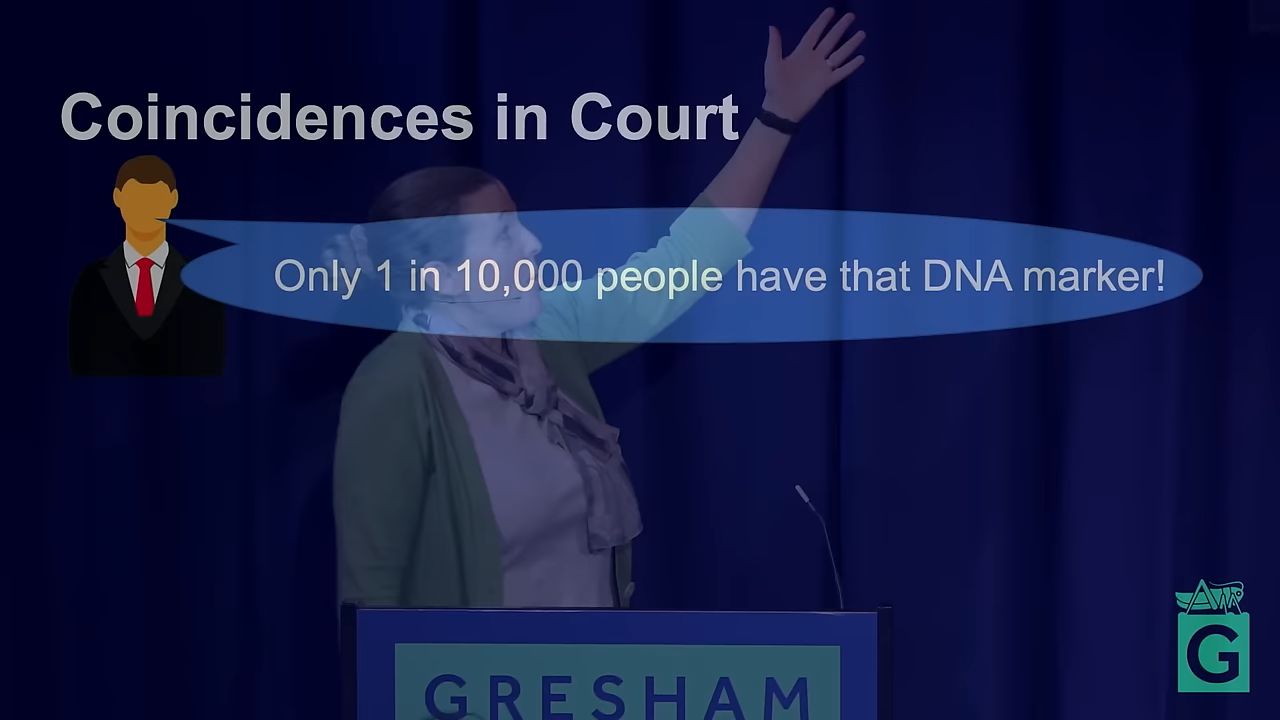 Coincidences in Court
Only 1 in 10,000 people have that DNA marker!
GRESHAM
G